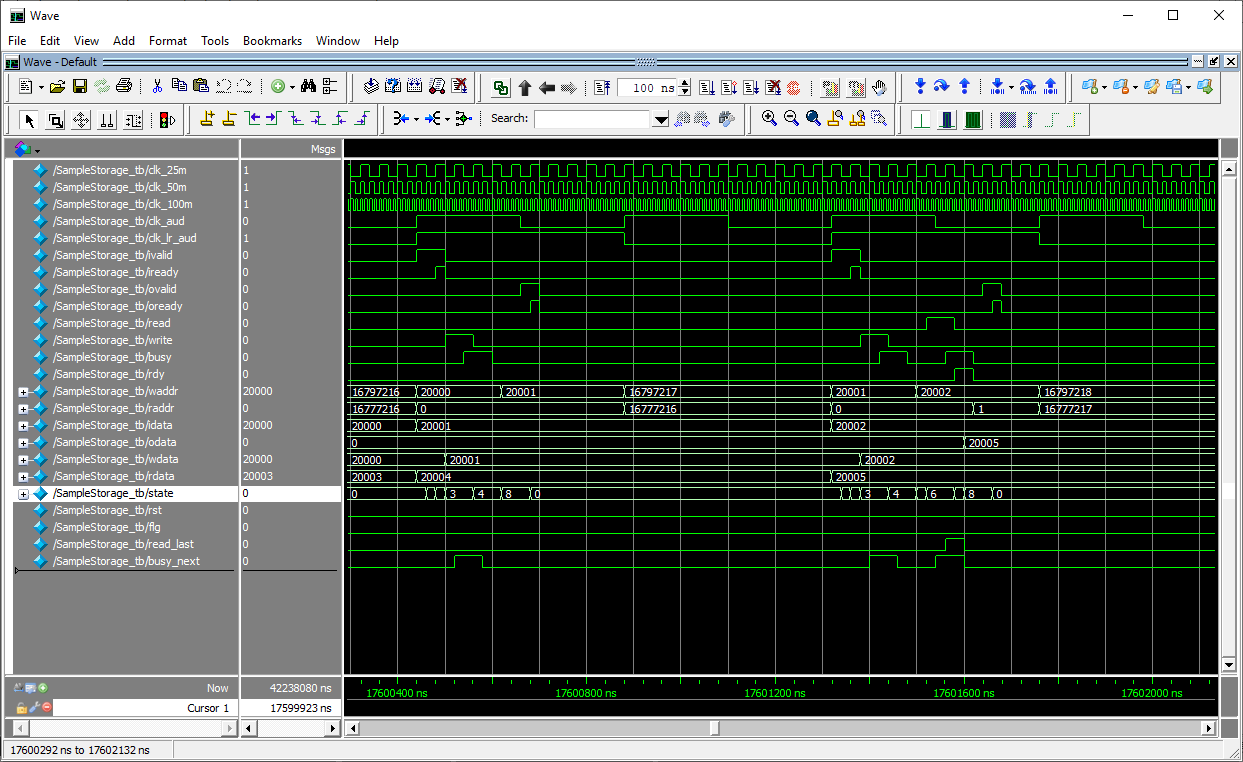 Wave
File Edit View Add Format Tools Bookmarks Window Help
Wave - Default
100 ns
Search:
Msgs
/SampleStorage_tb/clk_25m 1
/SampleStorage_tb/clk_50m 1
/SampleStorage_tb/clk_100m 1
/SampleStorage_tb/clk_aud 0
/SampleStorage_tb/clk_lr_aud 1
/SampleStorage_tb/ivalid 0
/SampleStorage_tb/iready 0
/SampleStorage_tb/ovalid 0
/SampleStorage_tb/oready 0
/SampleStorage_tb/read 0
/SampleStorage_tb/write 0
/SampleStorage_tb/busy 0
/SampleStorage_tb/rdy 0
/SampleStorage_tb/waddr 20000 16797216 20000 20001 16797217 20001 20002 16797218
/SampleStorage_tb/raddr 0 16777216 0 16777216 0 1 16777217
/SampleStorage_tb/idata 20000 20000 20001 20002
/SampleStorage_tb/odata 0 0 20005
/SampleStorage_tb/wdata 20000 20000 20001 20002
/SampleStorage_tb/rdata 20003 20003 20004 20005
/SampleStorage_tb/state 0 0 3 4 8 0 3 4 6 8 0
/SampleStorage_tb/rst 0
/SampleStorage_tb/flg 0
/SampleStorage_tb/read_last 0
/SampleStorage_tb/busy_next 0
Now 42238080 ns 17600400 ns 17600800 ns 17601200 ns 17601600 ns 17602000 ns
Cursor 1 17599923 ns
17600292 ns to 17602132 ns